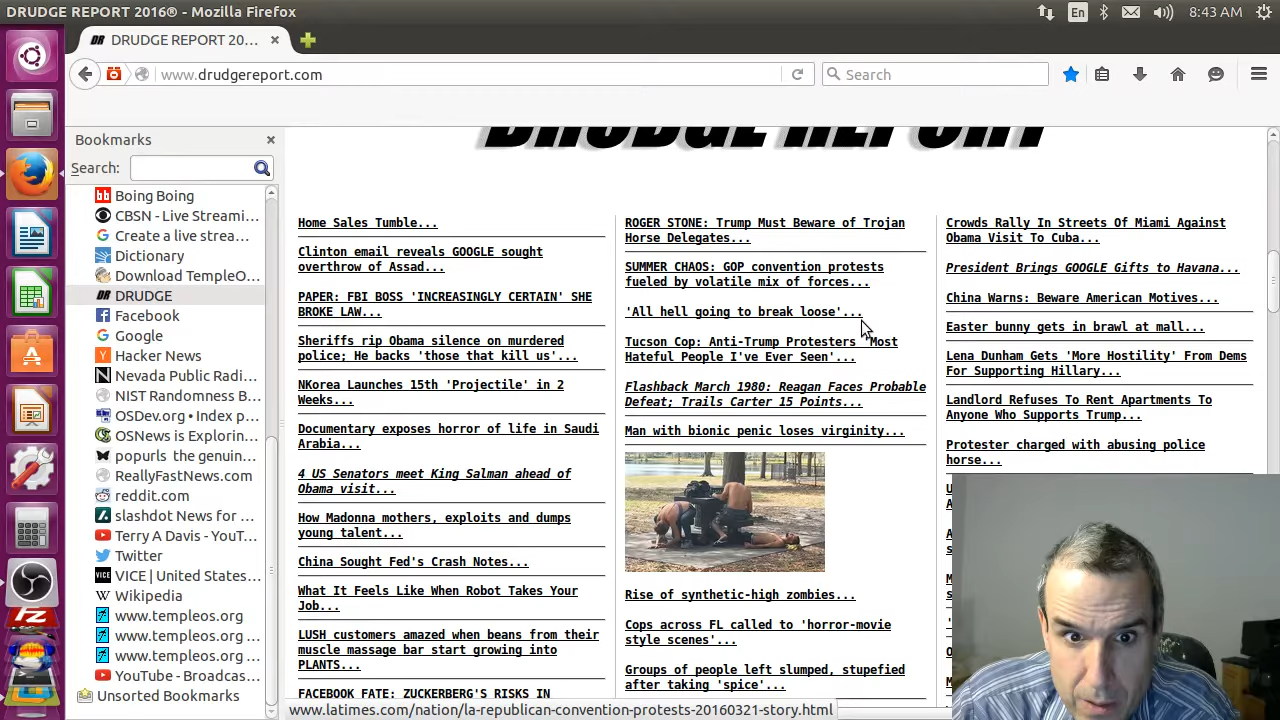 DRUDGE REPORT 2016® - Mozilla Firefox
En
8:43 AM
DR DRUDGE REPORT 20...
www.drudgereport.com
Search
Bookmarks
Search:
bb Boing Boing
CBSN - Live Streami...
Create a live strea...
Dictionary
Download TempleO...
DR DRUDGE
Facebook
Google
Hacker News
Nevada Public Radi...
NIST Randomness B...
OSDev.org • Index p...
OSNews is Explorin...
popurls the genuin...
ReallyFastNews.com
reddit.com
slashdot News for ...
Terry A Davis - YouT...
Twitter
VICE | United States...
Wikipedia
www.templeos.org
www.templeos.org ...
www.templeos.org ...
YouTube - Broadcas...
Unsorted Bookmarks
DRUDGE REPORT
Home Sales Tumble...
Clinton email reveals GOOGLE sought
overthrow of Assad...
PAPER: FBI BOSS 'INCREASINGLY CERTAIN' SHE
BROKE LAW...
Sheriffs rip Obama silence on murdered
police; He backs 'those that kill us'...
NKorea Launches 15th 'Projectile' in 2
Weeks...
Documentary exposes horror of life in Saudi
Arabia...
4 US Senators meet King Salman ahead of
Obama visit...
How Madonna mothers, exploits and dumps
young talent...
China Sought Fed's Crash Notes...
What It Feels Like When Robot Takes Your
Job...
LUSH customers amazed when beans from their
muscle massage bar start growing into
PLANTS...
FACEBOOK FATE: ZUCKERBERG'S RISKS IN
ROGER STONE: Trump Must Beware of Trojan
Horse Delegates...
SUMMER CHAOS: GOP convention protests
fueled by volatile mix of forces...
'All hell going to break loose'...
Tucson Cop: Anti-Trump Protesters 'Most
Hateful People I've Ever Seen'...
Flashback March 1980: Reagan Faces Probable
Defeat; Trails Carter 15 Points...
Man with bionic penic loses virginity...
Rise of synthetic-high zombies...
Cops across FL called to 'horror-movie
style scenes'...
Groups of people left slumped, stupefied
after taking 'spice'...
Crowds Rally In Streets Of Miami Against
Obama Visit To Cuba...
President Brings GOOGLE Gifts to Havana...
China Warns: Beware American Motives...
Easter bunny gets in brawl at mall...
Lena Dunham Gets 'More Hostility' From Dems
For Supporting Hillary...
Landlord Refuses To Rent Apartments To
Anyone Who Supports Trump...
Protester charged with abusing police
horse...
www.latimes.com/nation/la-republican-convention-protests-20160321-story.html